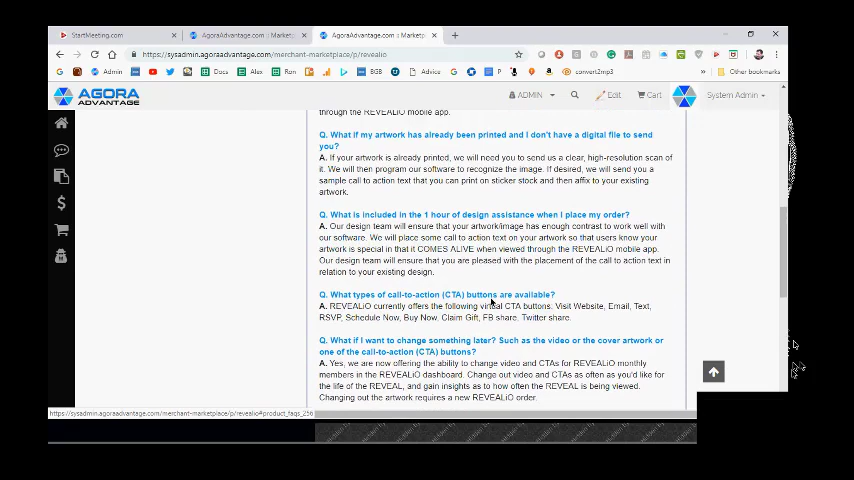 StartMeeting.com
AgoraAdvantage.com :: Market
AgoraAdvantage.com :: Marketp
https://sysadmin.agoraadvantage.com/merchant-marketplace/p/revealio
Admin
Docs
Alex
Ran
BGB
Advice
P
convert2mp3
Other bookmarks
AGORA
ADVANTAGE
ADMIN
Edit
Cart
System Admin
through the REVEALiO mobile app.
Q. What if my artwork has already been printed and I don't have a digital file to send
you?
A. If your artwork is already printed, we will need you to send us a clear, high-resolution scan of
it. We will then program our software to recognize the image. If desired, we will send you a
sample call to action text that you can print on sticker stock and then affix to your existing
artwork.
Q. What is included in the 1 hour of design assistance when I place my order?
A. Our design team will ensure that your artwork/image has enough contrast to work well with
our software. We will place some call to action text on your artwork so that users know your
artwork is special in that it COMES ALIVE when viewed through the REVEALiO mobile app.
Our design team will ensure that you are pleased with the placement of the call to action text in
relation to your existing design.
Q. What types of call-to-action (CTA) buttons are available?
A. REVEALiO currently offers the following virtual CTA buttons: Visit Website, Email, Text,
RSVP, Schedule Now, Buy Now, Claim Gift, FB share, Twitter share.
Q. What if I want to change something later? Such as the video or the cover artwork or
one of the call-to-action (CTA) buttons?
A. Yes, we are now offering the ability to change video and CTAs for REVEALiO monthly
members in the REVEALiO dashboard. Change out video and CTAs as often as you'd like for
the life of the REVEAL, and gain insights as to how often the REVEAL is being viewed.
Changing out the artwork requires a new REVEALiO order.
https://sysadmin.agoraadvantage.com/merchant-marketplace/p/revealio#product_faqs_256